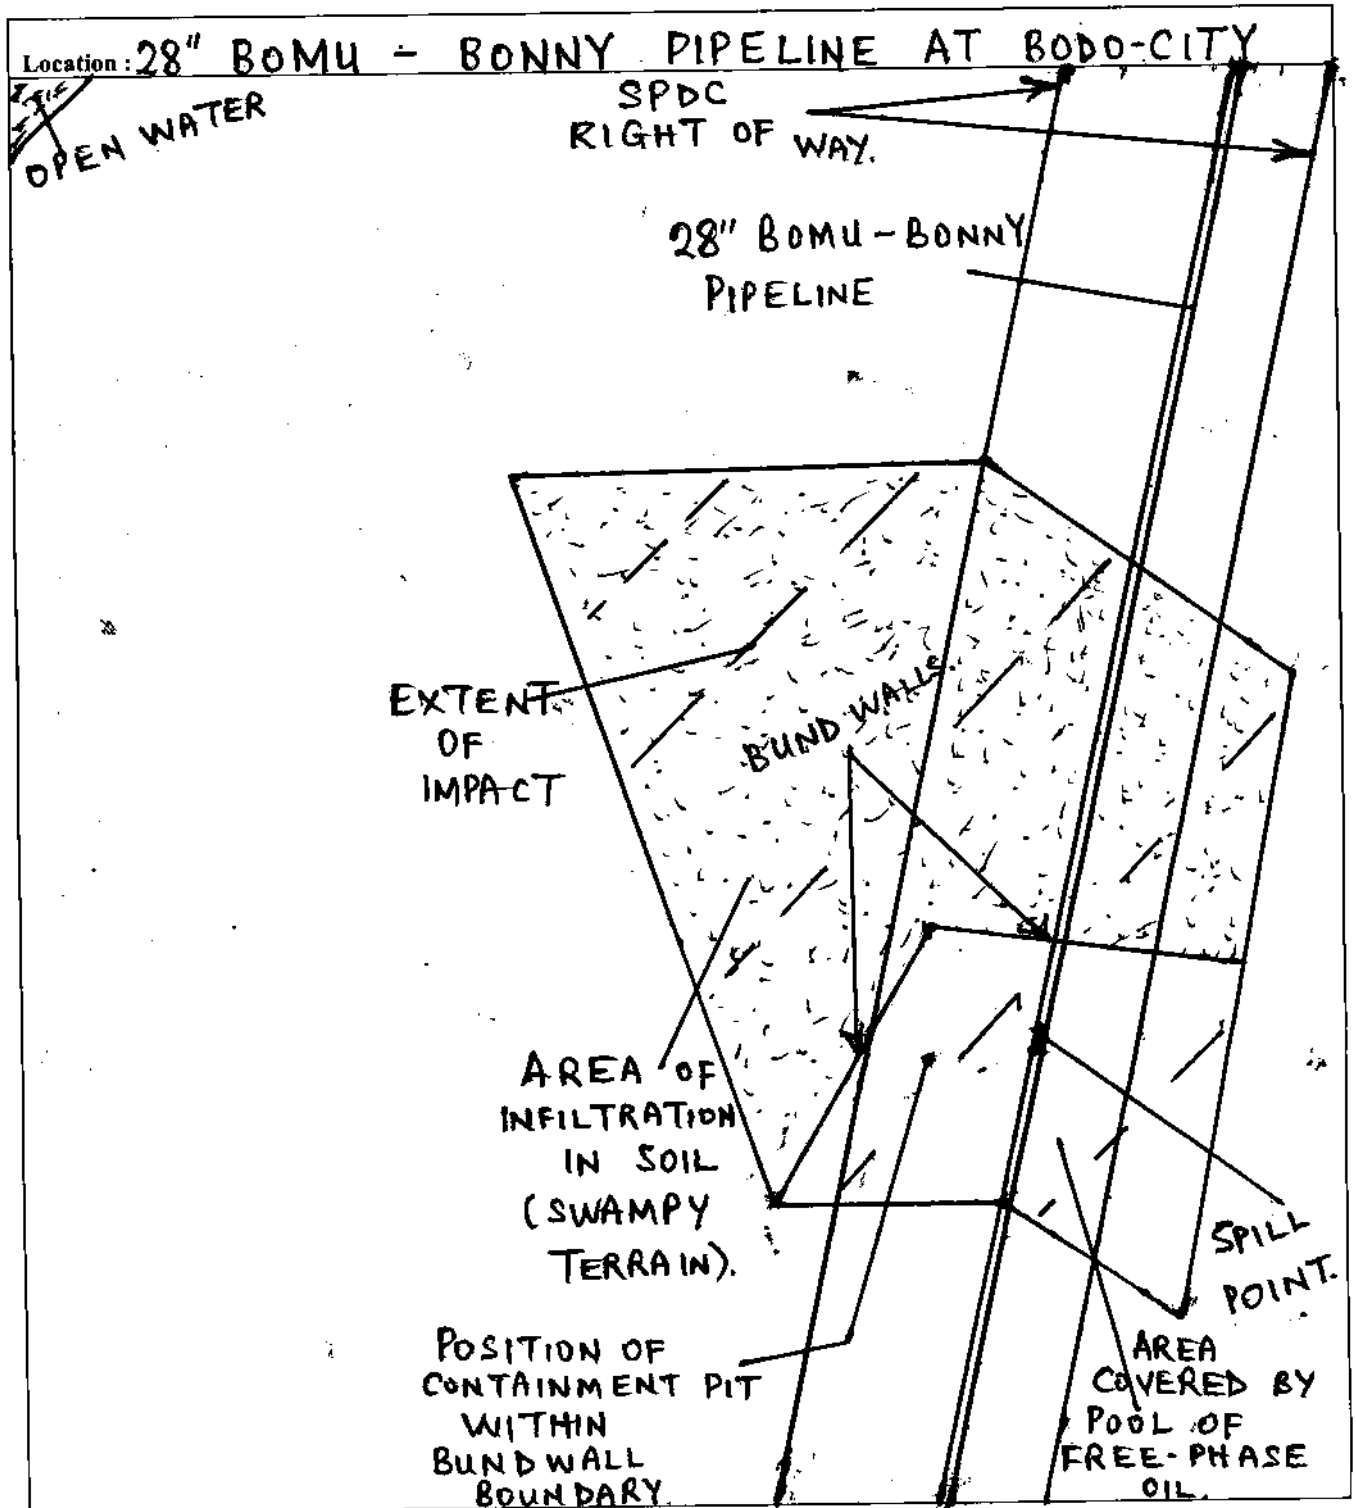 Location : 28" BOMU - BONNY PIPELINE AT BODO-CITY
OPEN WATER
SPDC
RIGHT OF WAY.
28" BOMU - BONNY
PIPELINE
EXTENT
OF
IMPACT
BUND WALLS.
AREA OF
INFILTRATION
IN SOIL
(SWAMPY
TERRAIN).
SPILL
POINT.
POSITION OF
CONTAINMENT PIT
WITHIN
BUND WALL
BOUNDARY
AREA
COVERED BY
POOL OF
FREE-PHASE
OIL.